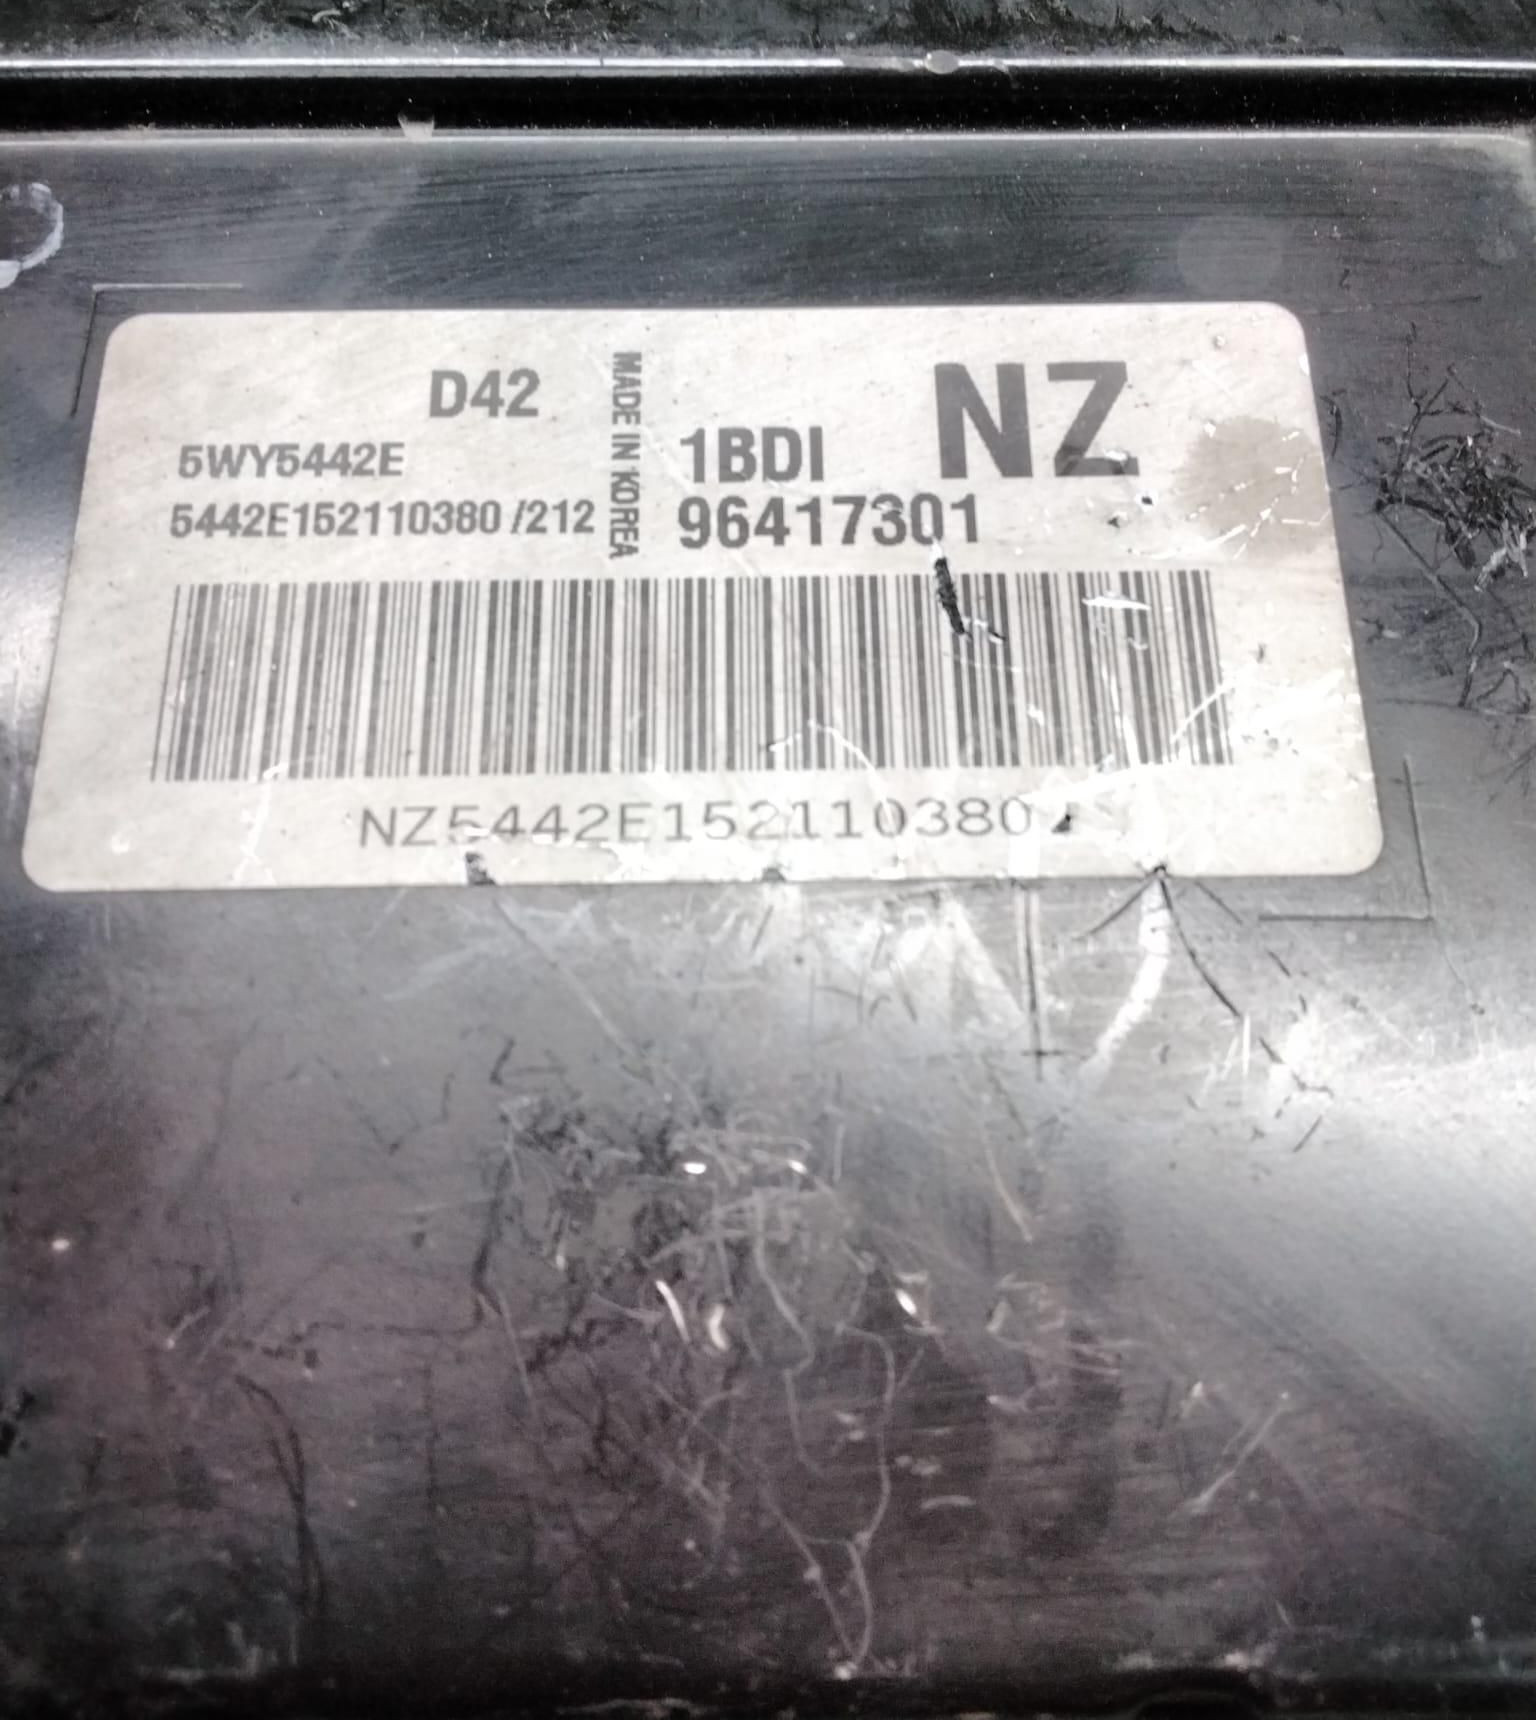 D42
5WY5442E
5442E152110380 /212
MADE IN KOREA
NZ
1BDI
96417301
NZ5442E152110380